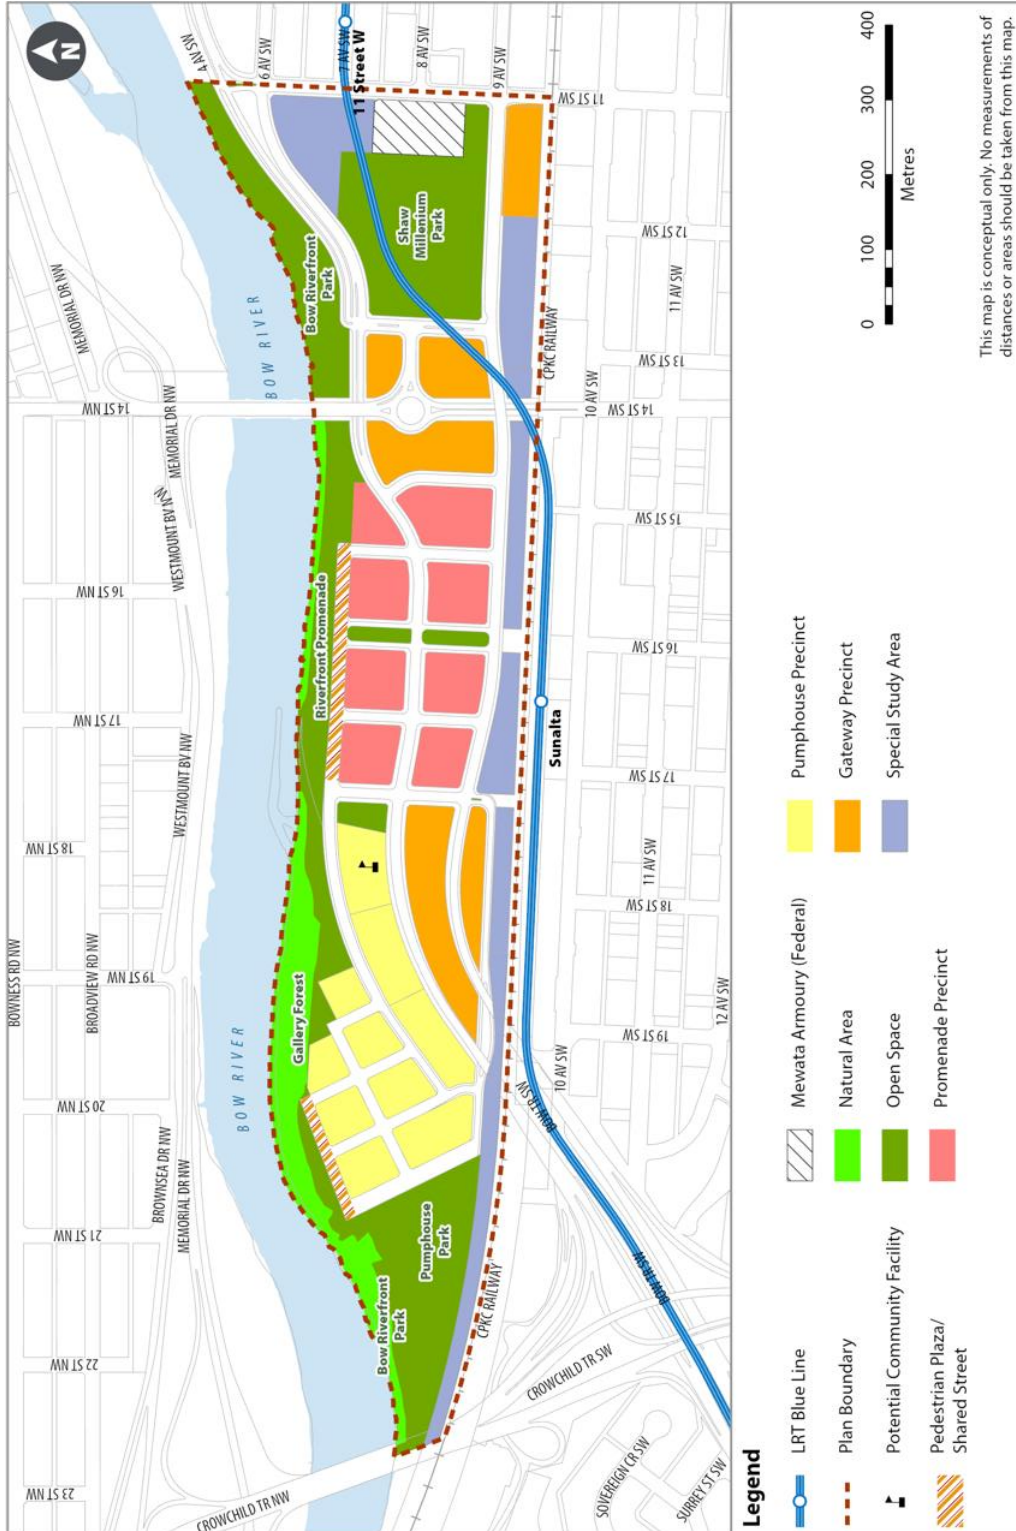 N
BOWNESS RD NW
BROADVIEW RD NW
23 ST NW
22 ST NW
21 ST NW
20 ST NW
19 ST NW
18 ST NW
17 ST NW
16 ST NW
14 ST NW
BROWNSEA DR NW
MEMORIAL DR NW
WESTMOUNT BV NW
WESTMOUNT BV NW
MEMORIAL DR NW
MEMORIAL DR NW
CROWCHILD TR NW
BOW RIVER
BOW RIVER
4 AV SW
6 AV SW
7 AV SW
11 Street W
8 AV SW
9 AV SW
11 ST SW
Bow Riverfront
Park
Gallery Forest
Riverfront Promenade
Bow Riverfront
Park
Shaw
Millenium
Park
Pumphouse
Park
CPKC RAILWAY
CPKC RAILWAY
CROWCHILD TR SW
SOVEREIGN CR SW
SURREY ST SW
BOW TR SW
BOW TR SW
Sunalta
10 AV SW
10 AV SW
11 AV SW
11 AV SW
12 AV SW
19 ST SW
18 ST SW
17 ST SW
16 ST SW
15 ST SW
14 ST SW
13 ST SW
12 ST SW
Legend
LRT Blue Line
Plan Boundary
Potential Community Facility
Pedestrian Plaza/
Shared Street
Mewata Armoury (Federal)
Natural Area
Open Space
Promenade Precinct
Pumphouse Precinct
Gateway Precinct
Special Study Area
0 100 200 300 400
Metres
This map is conceptual only. No measurements of
distances or areas should be taken from this map.